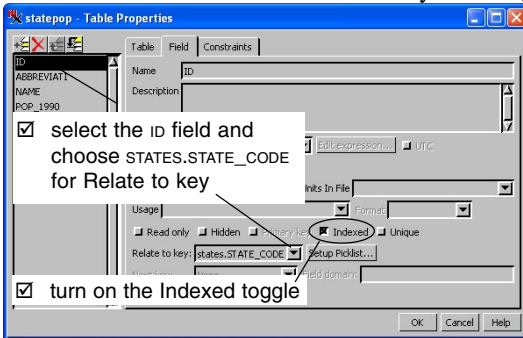 statepop - Table Properties
Table Field Constraints
ID
ABBREVIATI
NAME
POP_1990
Name ID
Description
☑ select the ID field and
choose STATES.STATE_CODE
for Relate to key
Edit expression... UTC
Units In File
Usage Format
Read only Hidden Primary key Indexed Unique
Relate to key: states.STATE_CODE Setup Picklist...
None Field domain:
☑ turn on the Indexed toggle
OK Cancel Help